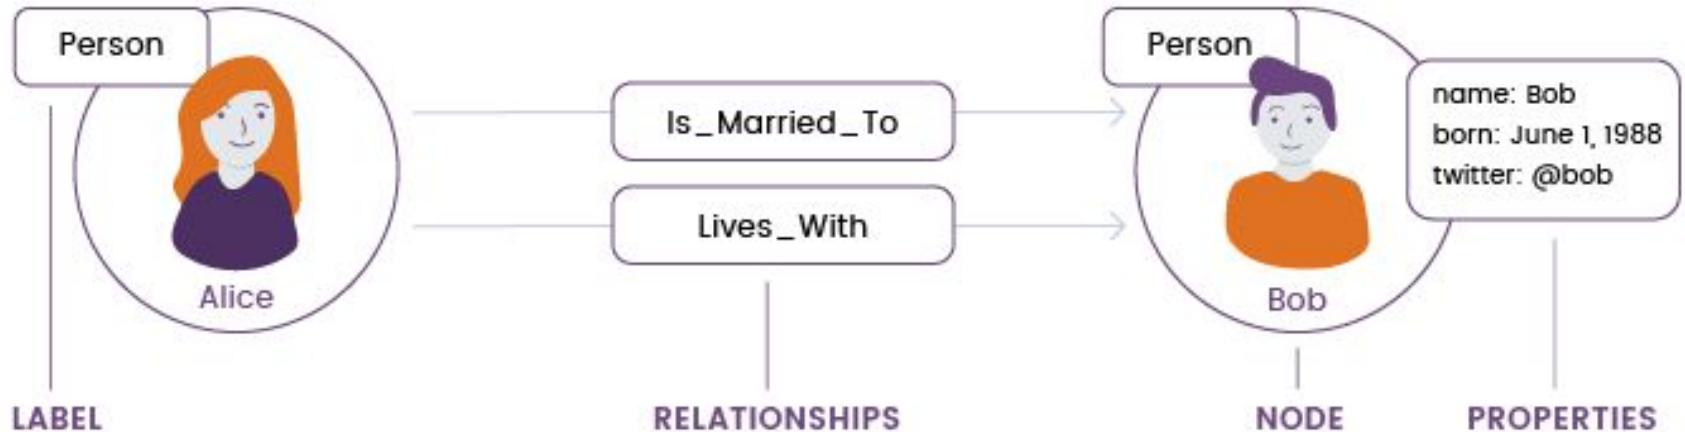 Person
Alice
Is_Married_To
Lives_With
Person
name: Bob
born: June 1, 1988
twitter: @bob
Bob
LABEL
RELATIONSHIPS
NODE
PROPERTIES